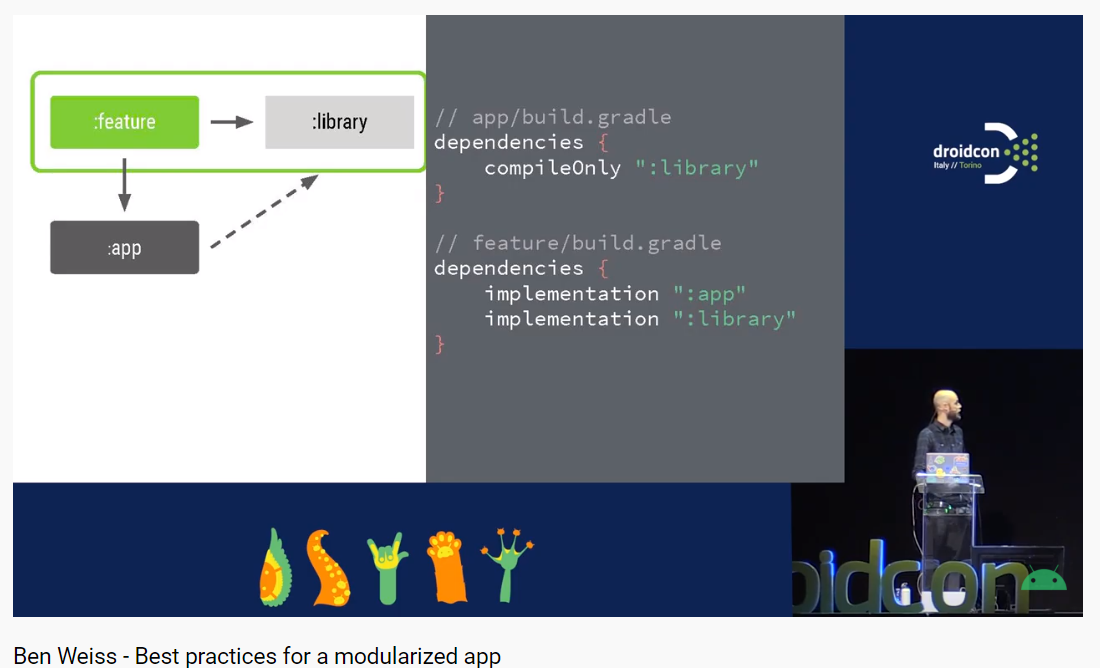 :feature
:library
:app
// app/build.gradle
dependencies {
    compileOnly ":library"
}
// feature/build.gradle
dependencies {
    implementation ":app"
    implementation ":library"
}
droidcon
Italy // Torino
oidcon
Ben Weiss - Best practices for a modularized app